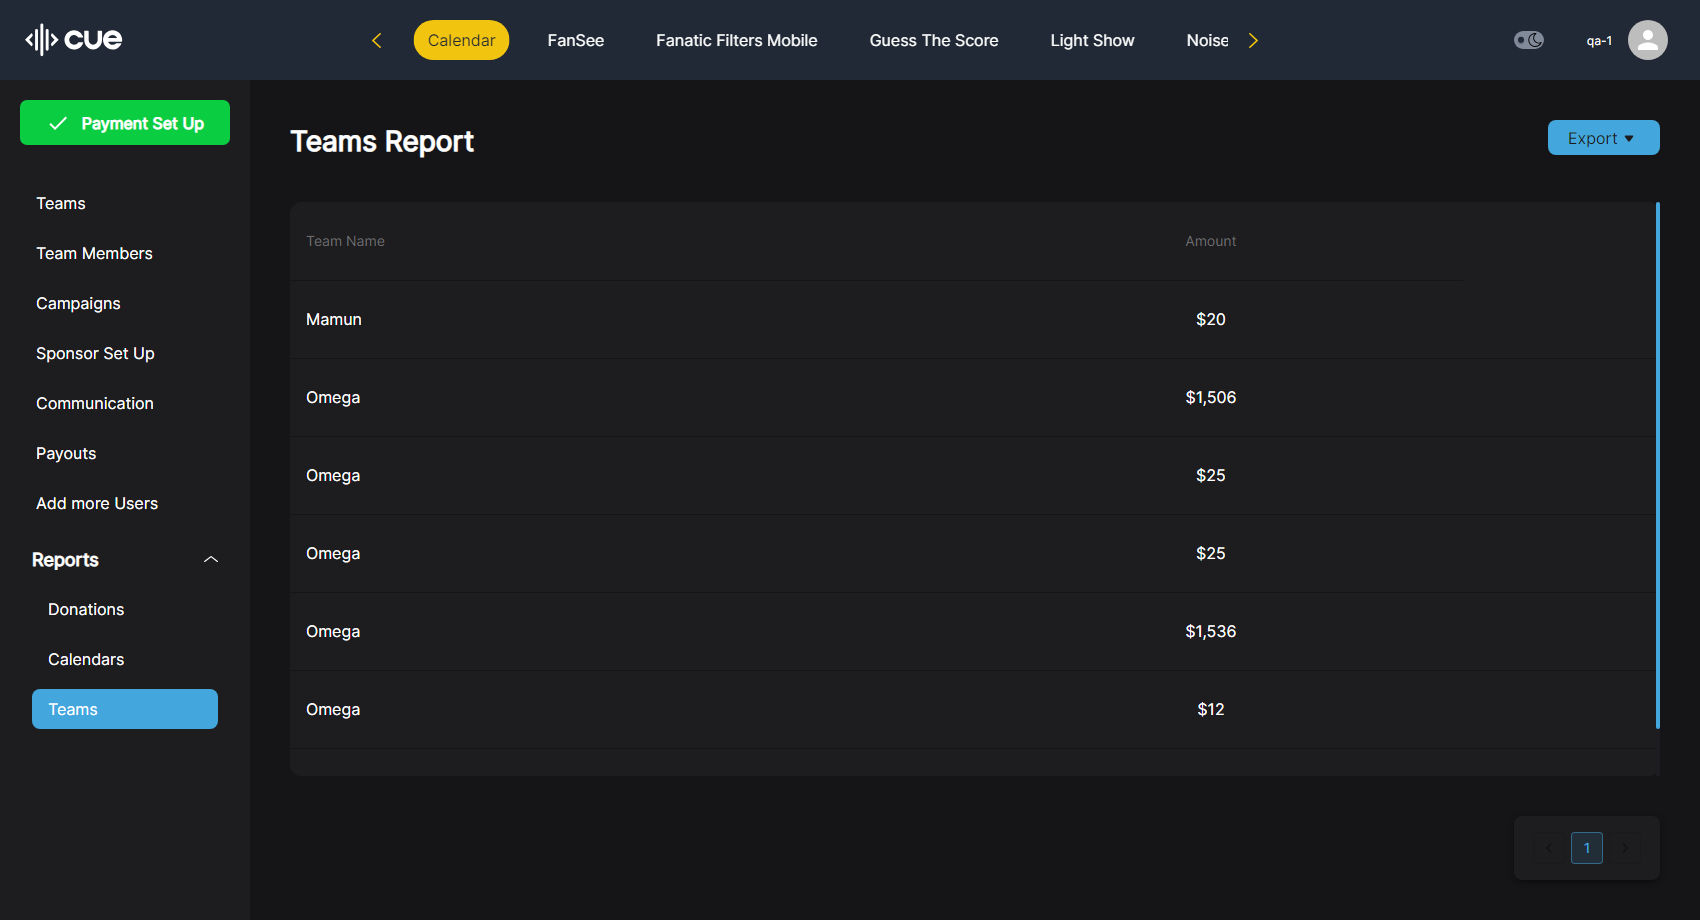 cue
Calendar
FanSee
Fanatic Filters Mobile
Guess The Score
Light Show
Noise
qa-1
Payment Set Up
Teams
Team Members
Campaigns
Sponsor Set Up
Communication
Payouts
Add more Users
Reports
Donations
Calendars
Teams
Teams Report
Export
Team Name Amount
Mamun $20
Omega $1,506
Omega $25
Omega $25
Omega $1,536
Omega $12
1